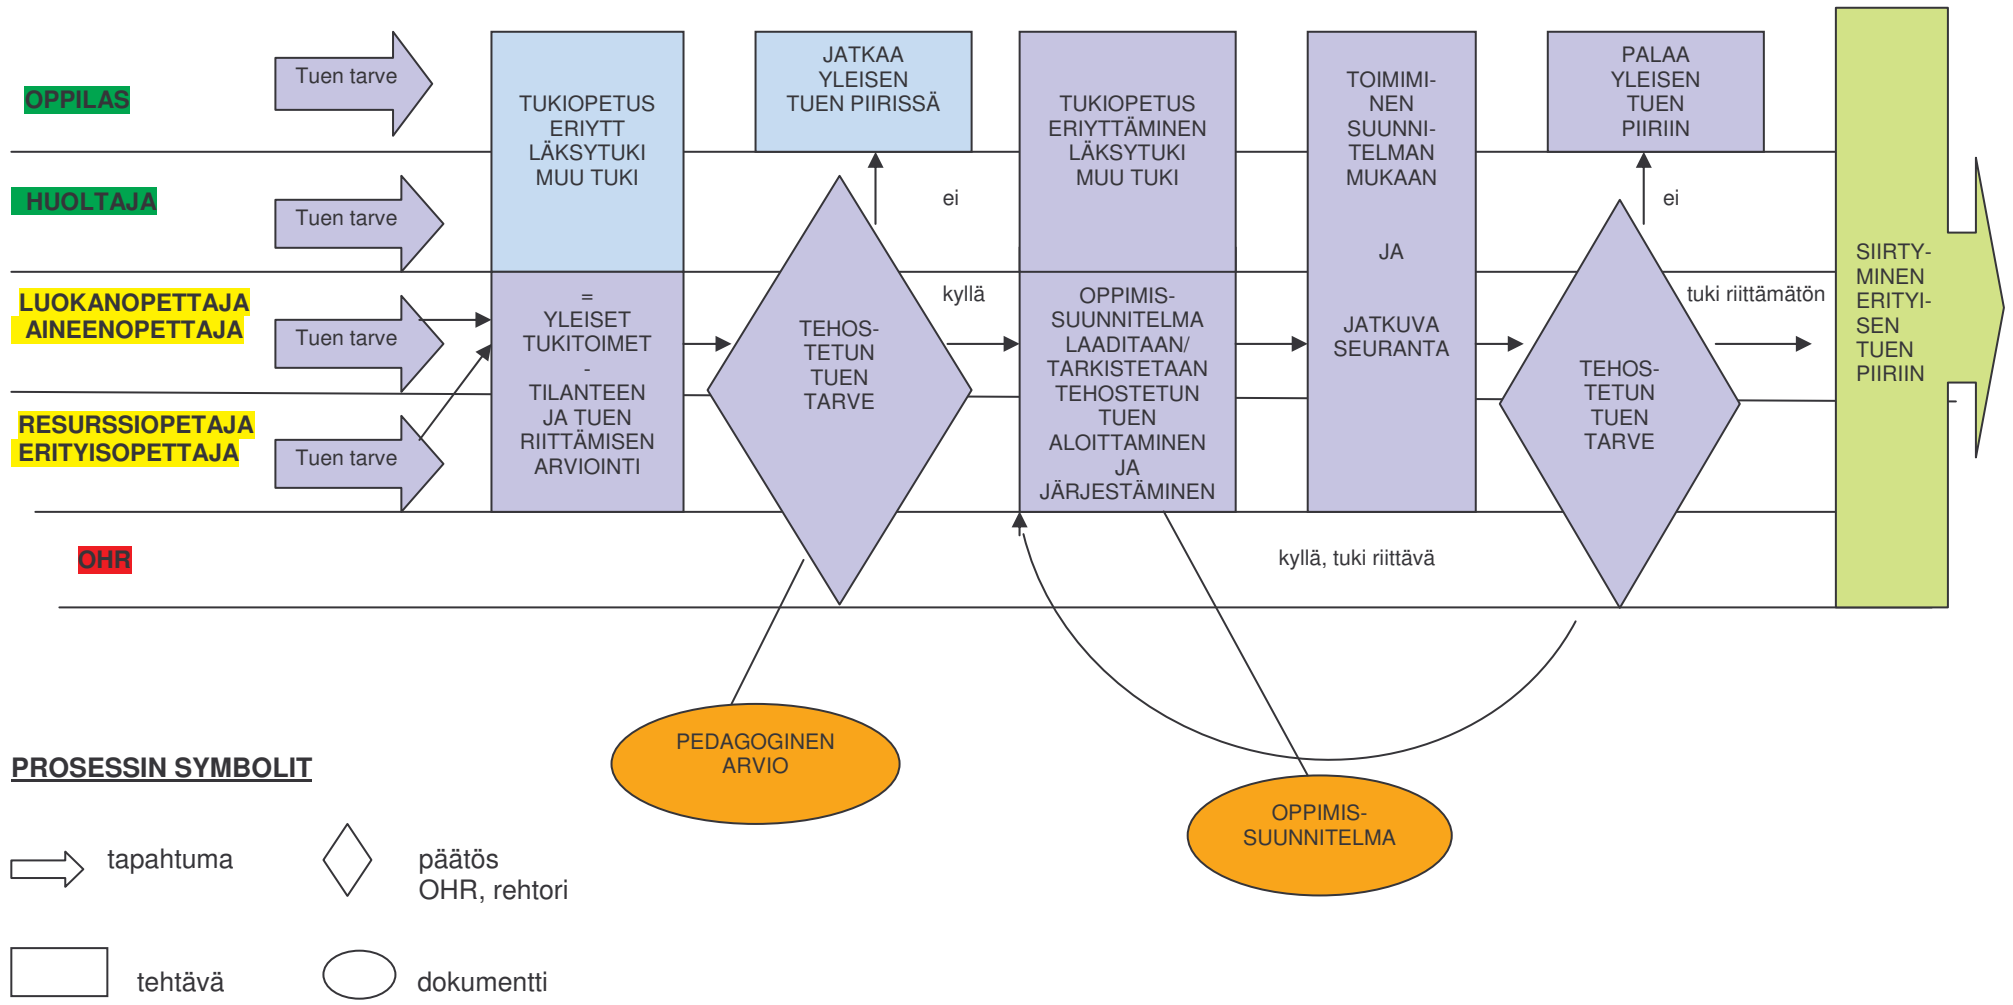 OPPILAS
HUOLTAJA
LUOKANOPETTAJA
AINEENOPETTAJA
RESURSSIOPETAJA
ERITYISOPETTAJA
OHR
Tuen tarve
Tuen tarve
Tuen tarve
Tuen tarve
TUKIOPETUS
ERIYTT
LÄKSYTUKI
MUU TUKI
=
YLEISET
TUKITOIMET
-
TILANTEEN
JA TUEN
RIITTÄMISEN
ARVIOINTI
JATKAA
YLEISEN
TUEN PIIRISSÄ
ei
kyllä
TEHOS-
TETUN
TUEN
TARVE
TUKIOPETUS
ERIYTTÄMINEN
LÄKSYTUKI
MUU TUKI
OPPIMIS-
SUUNNITELMA
LAADITAAN/
TARKISTETAAN
TEHOSTETUN
TUEN
ALOITTAMINEN
JA
JÄRJESTÄMINEN
TOIMIMI-
NEN
SUUNNI-
TELMAN
MUKAAN
JA
JATKUVA
SEURANTA
PALAA
YLEISEN
TUEN
PIIRIIN
ei
tuki riittämätön
TEHOS-
TETUN
TUEN
TARVE
kyllä, tuki riittävä
SIIRTY-
MINEN
ERITYI-
SEN
TUEN
PIIRIIN
PEDAGOGINEN
ARVIO
OPPIMIS-
SUUNNITELMA
PROSESSIN SYMBOLIT
tapahtuma
päätös
OHR, rehtori
tehtävä
dokumentti